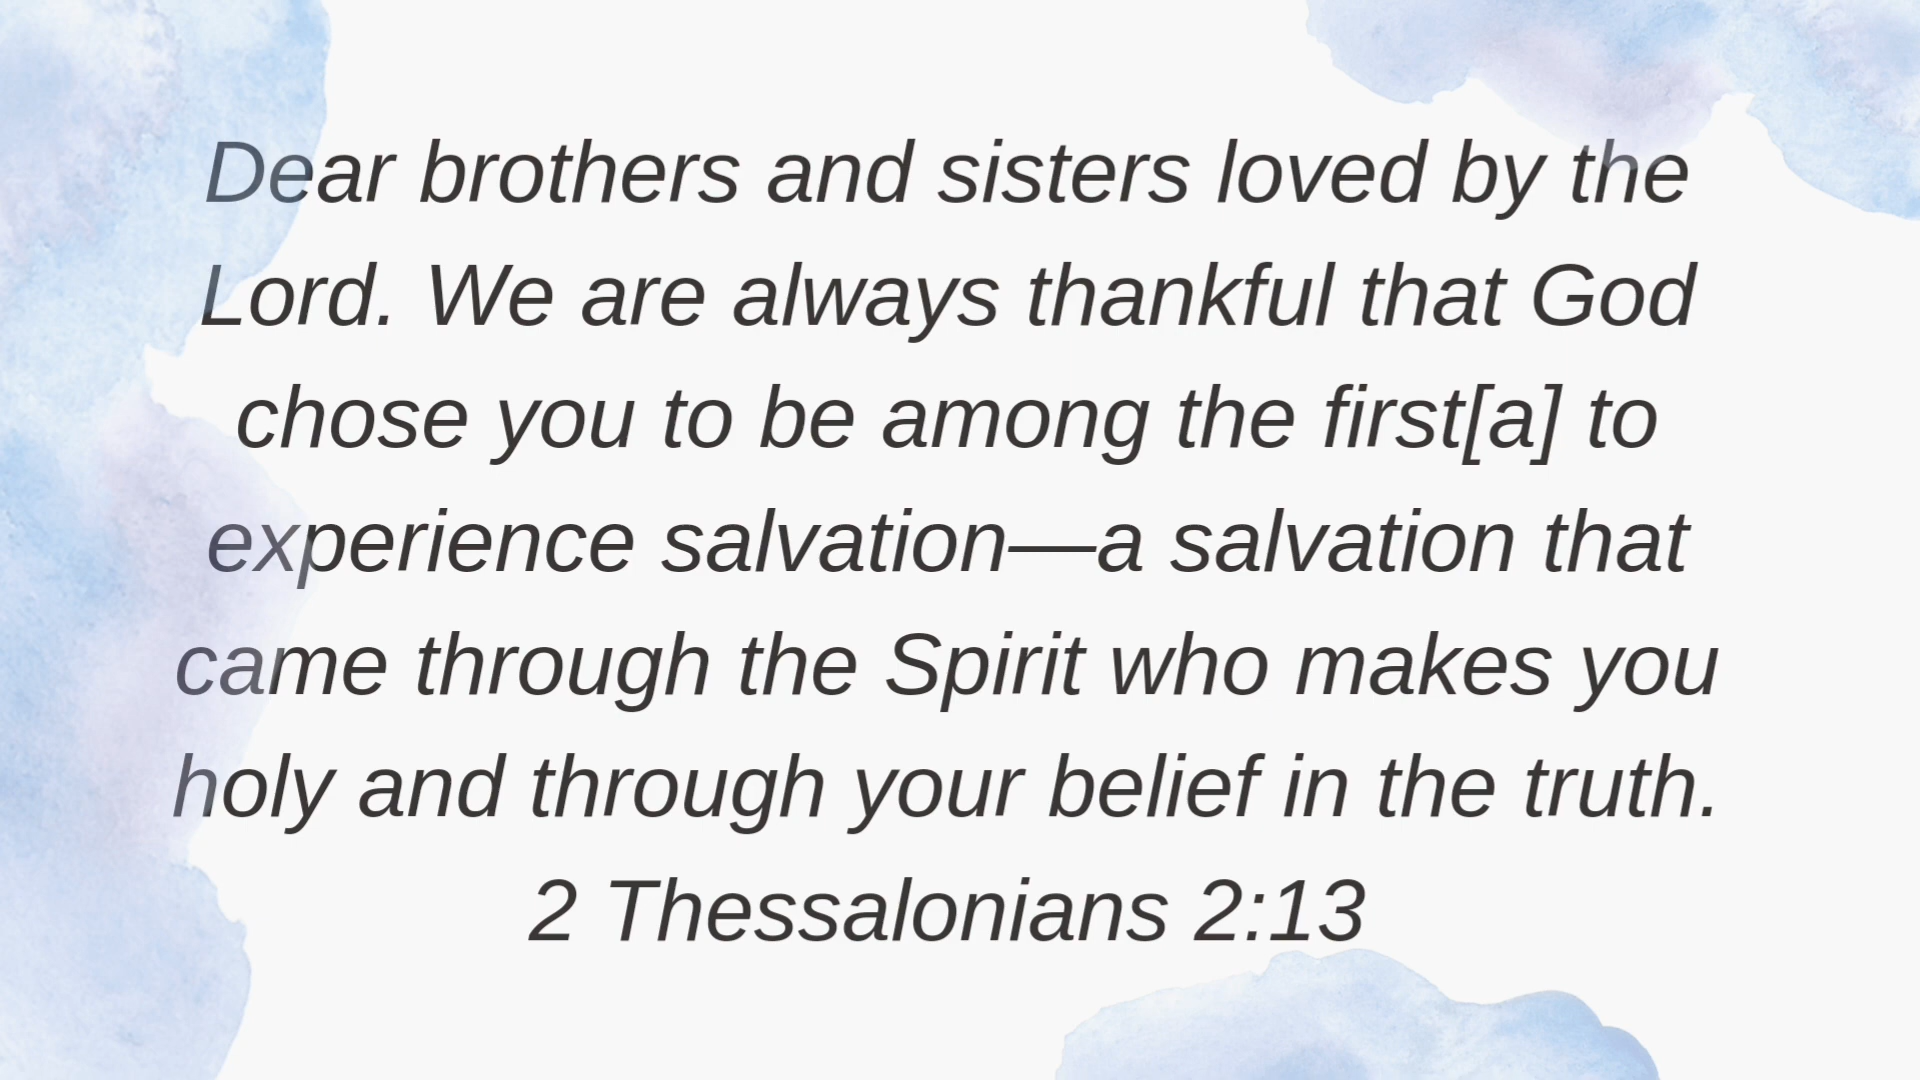 Dear brothers and sisters loved by the
Lord. We are always thankful that God
chose you to be among the first[a] to
experience salvation—a salvation that
came through the Spirit who makes you
holy and through your belief in the truth.
2 Thessalonians 2:13